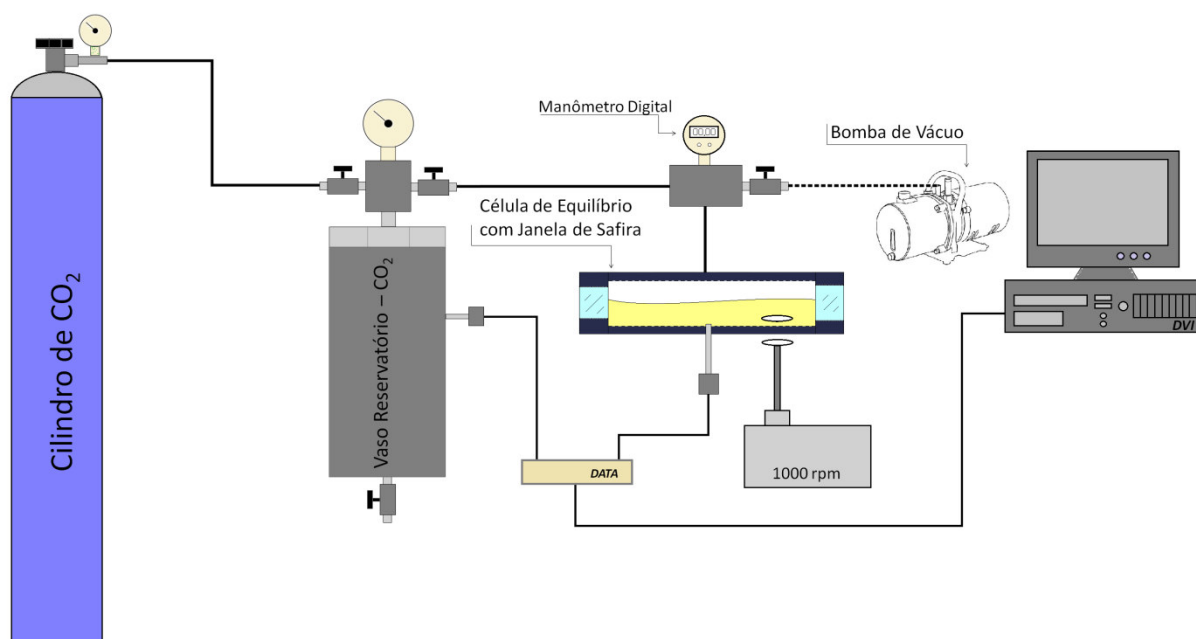 Manômetro Digital
00,00
Bomba de Vácuo
Célula de Equilíbrio
com Janela de Safira
Cilindro de CO₂
Vaso Reservatório – CO₂
DVI
DATA
1000 rpm